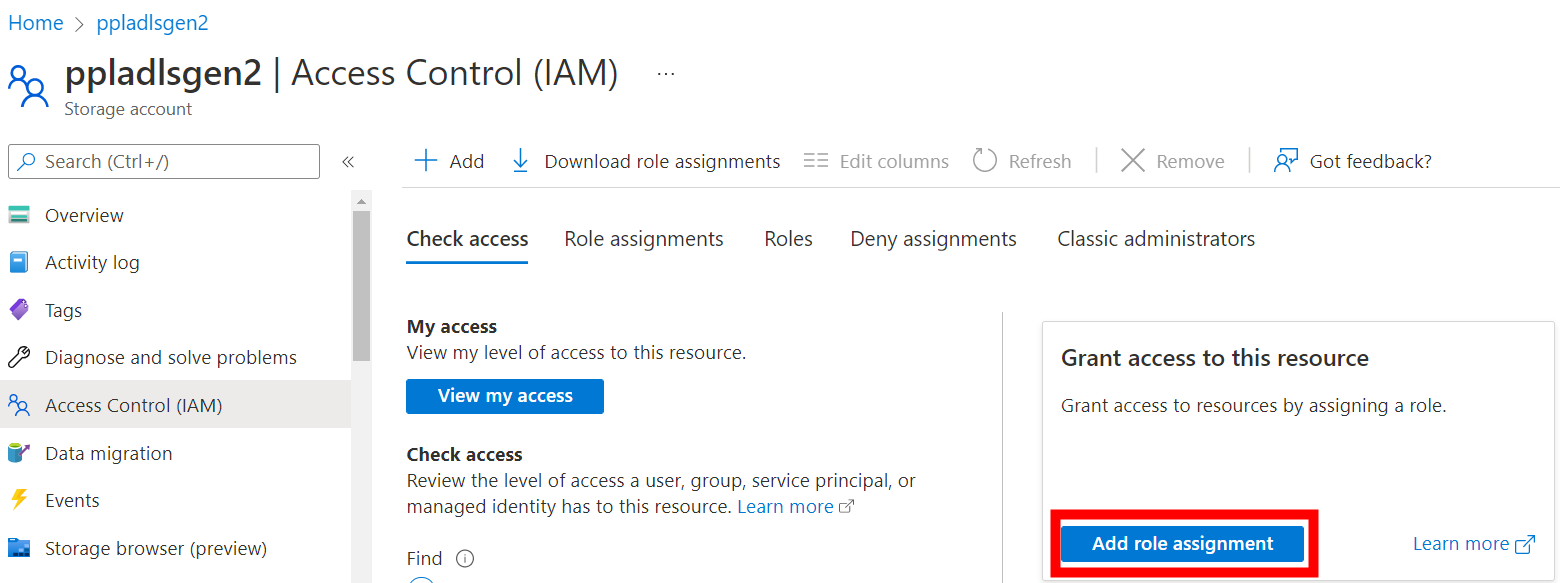 Home > ppladlsgen2
ppladlsgen2 | Access Control (IAM) ...
Storage account
Search (Ctrl+/)
«
Add
Download role assignments
Edit columns
Refresh
Remove
Got feedback?
Overview
Activity log
Tags
Diagnose and solve problems
Access Control (IAM)
Data migration
Events
Storage browser (preview)
Check access
Role assignments
Roles
Deny assignments
Classic administrators
My access
View my level of access to this resource.
View my access
Check access
Review the level of access a user, group, service principal, or
managed identity has to this resource. Learn more
Find
Grant access to this resource
Grant access to resources by assigning a role.
Add role assignment
Learn more